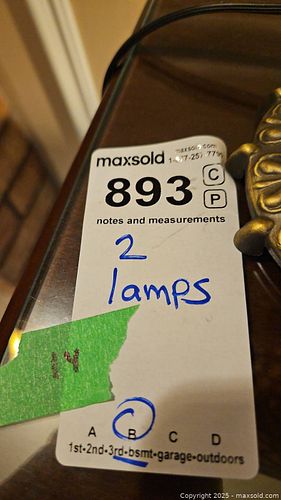 maxsold
maxsold.com
893
C
P
notes and measurements
2
lamps
14
A B C D
1st-2nd-3rd-bsmt-garage-outdoors
Copyright 2025 - maxsold.com